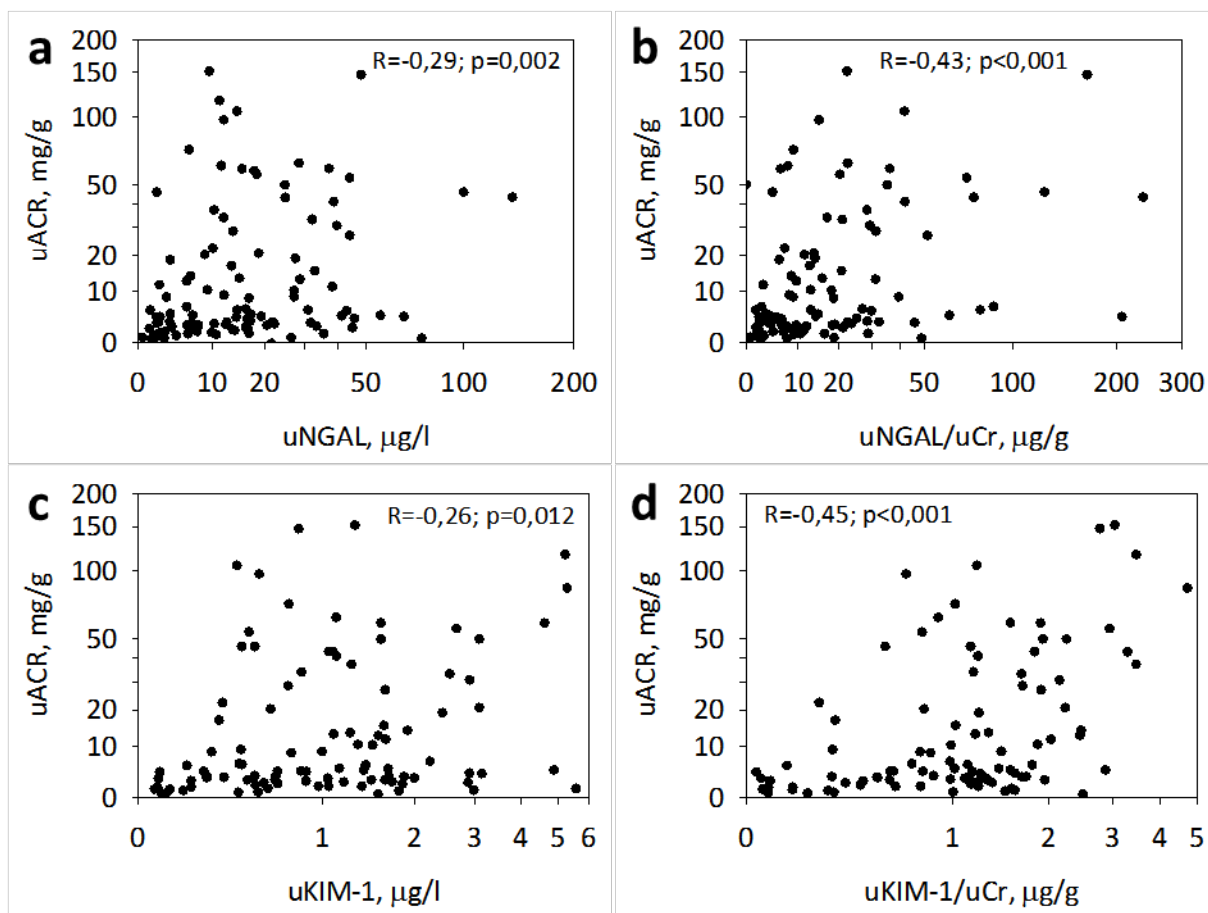 a
R=-0,29; p=0,002
200
150
100
50
20
10
0
uACR, mg/g
0 10 20 50 100 200
uNGAL, µg/l
b
R=-0,43; p<0,001
200
150
100
50
20
10
0
uACR, mg/g
0 10 20 50 100 200 300
uNGAL/uCr, µg/g
c
R=-0,26; p=0,012
200
150
100
50
20
10
0
uACR, mg/g
0 1 2 3 4 5 6
uKIM-1, µg/l
d
R=-0,45; p<0,001
200
150
100
50
20
10
0
uACR, mg/g
0 1 2 3 4 5
uKIM-1/uCr, µg/g